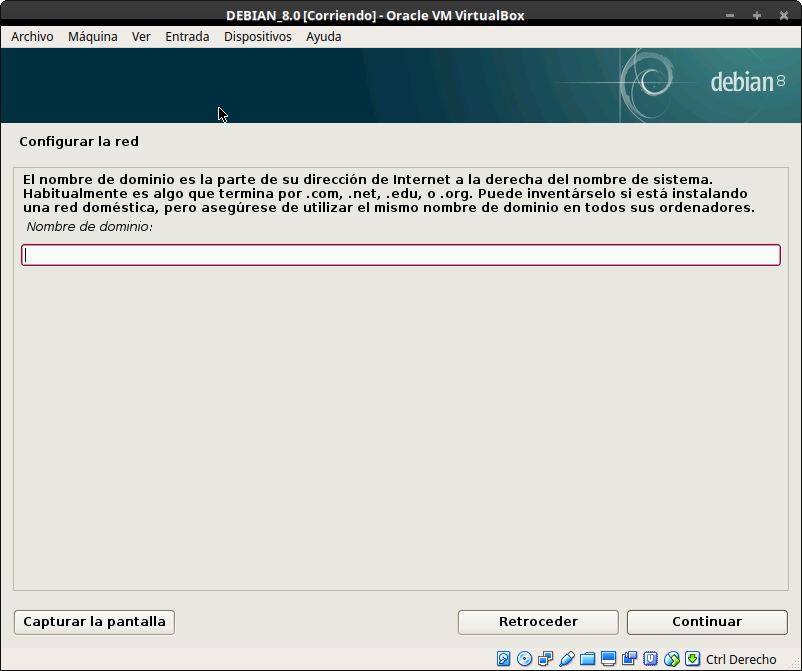 DEBIAN_8.0 [Corriendo] - Oracle VM VirtualBox
Archivo Máquina Ver Entrada Dispositivos Ayuda
debian 8
Configurar la red
El nombre de dominio es la parte de su dirección de Internet a la derecha del nombre de sistema.
Habitualmente es algo que termina por .com, .net, .edu, o .org. Puede inventárselo si está instalando
una red doméstica, pero asegúrese de utilizar el mismo nombre de dominio en todos sus ordenadores.
Nombre de dominio:
Capturar la pantalla Retroceder Continuar
Ctrl Derecho